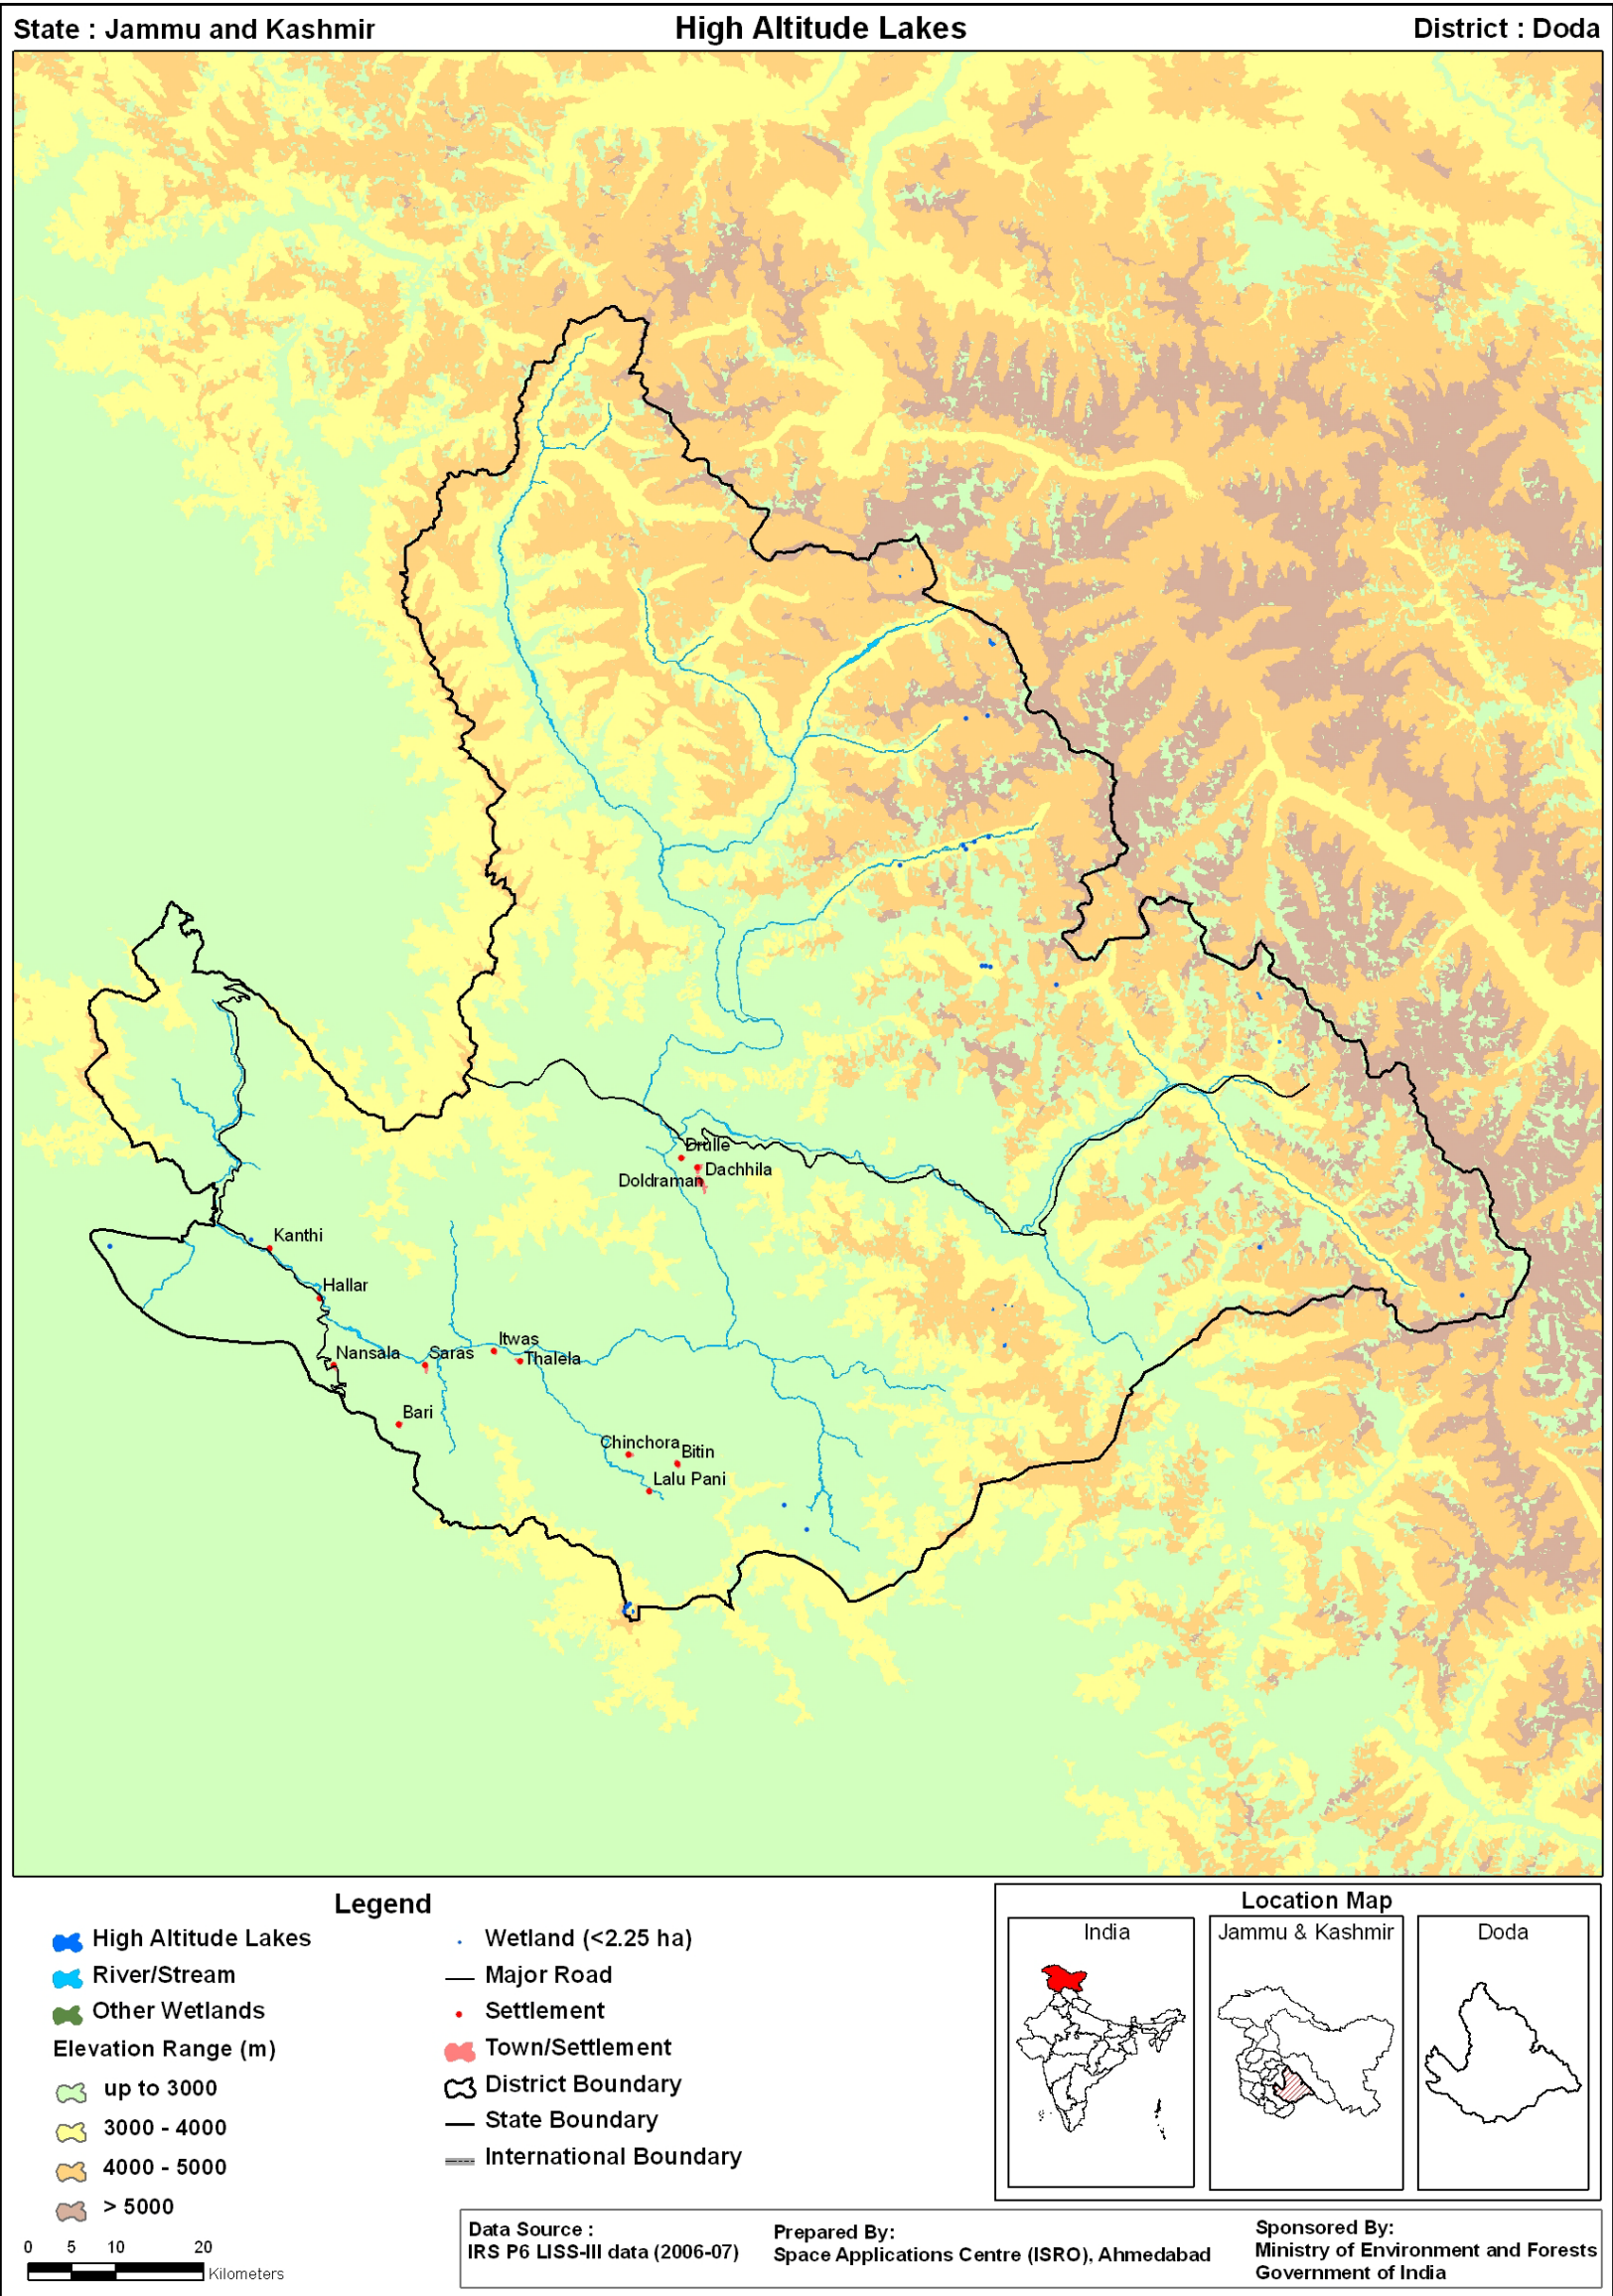 State : Jammu and Kashmir
High Altitude Lakes
District : Doda
Drulle
Dachhila
Doldraman
Kanthi
Hallar
Nansala
Saras
Itwas
Thalela
Bari
Chinchora
Bitin
Lalu Pani
Legend
High Altitude Lakes
River/Stream
Other Wetlands
Elevation Range (m)
up to 3000
3000 - 4000
4000 - 5000
> 5000
0 5 10 20
Kilometers
Wetland (<2.25 ha)
Major Road
Settlement
Town/Settlement
District Boundary
State Boundary
International Boundary
Location Map
India
Jammu & Kashmir
Doda
Data Source :
IRS P6 LISS-III data (2006-07)
Prepared By:
Space Applications Centre (ISRO), Ahmedabad
Sponsored By:
Ministry of Environment and Forests
Government of India